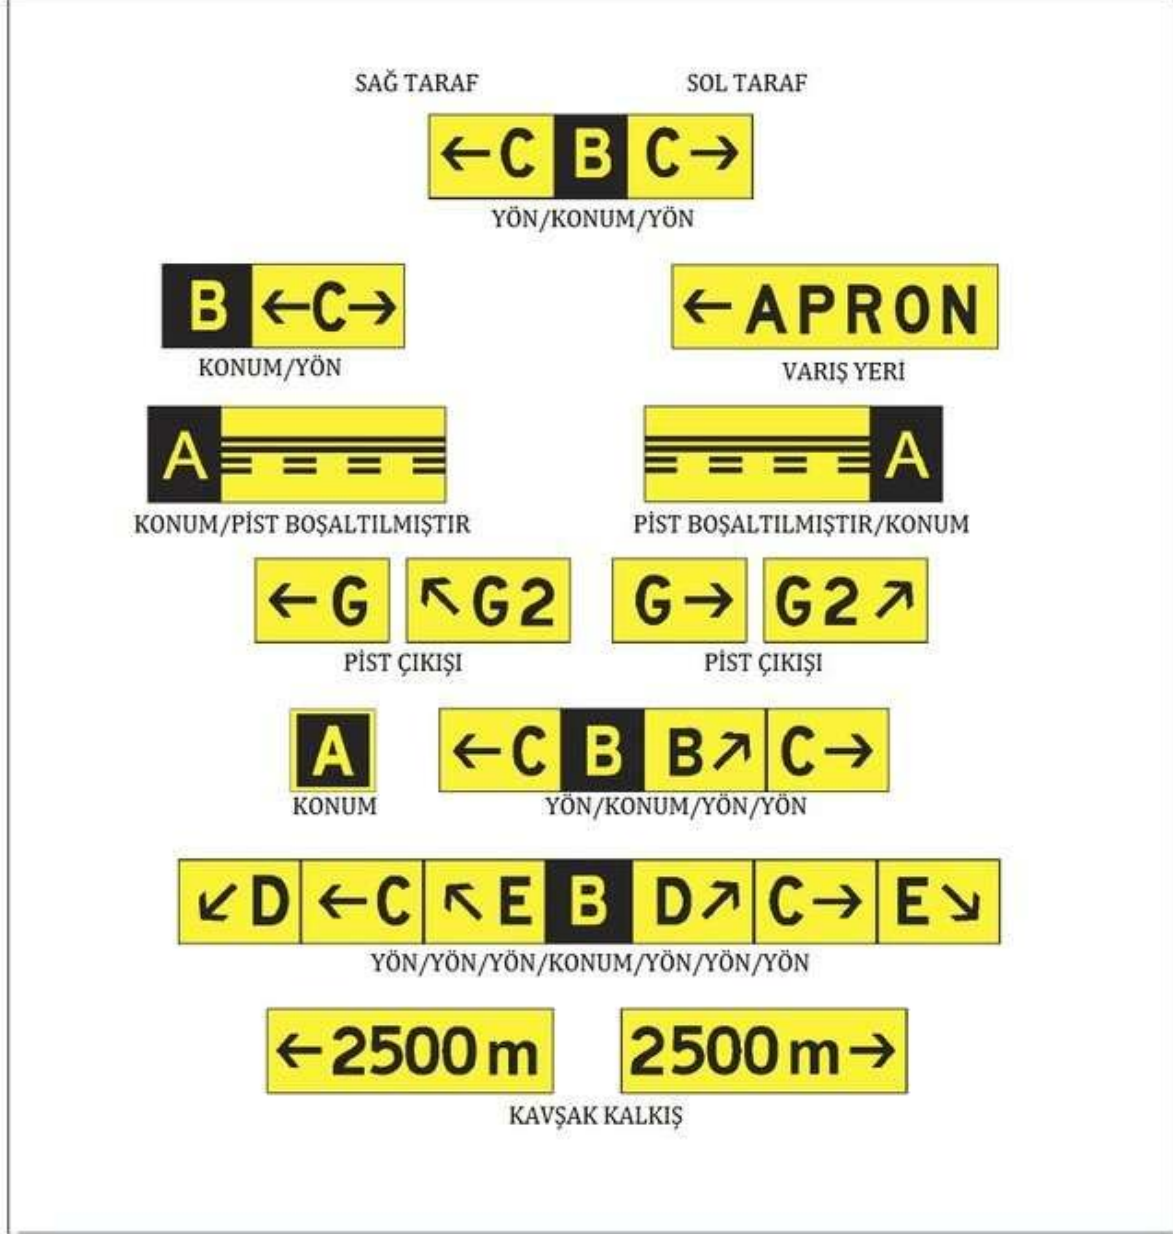 SAĞ TARAF SOL TARAF
←C B C→
YÖN/KONUM/YÖN
B ←C→ ←APRON
KONUM/YÖN VARIŞ YERİ
A A
KONUM/PİST BOŞALTILMIŞTIR PİST BOŞALTILMIŞTIR/KONUM
←G ↖G2 G→ G2↗
PİST ÇIKIŞI PİST ÇIKIŞI
A ←C B B↗ C→
KONUM YÖN/KONUM/YÖN/YÖN
↙D ←C ↖E B D↗ C→ E↘
YÖN/YÖN/YÖN/KONUM/YÖN/YÖN/YÖN
←2500m 2500m→
KAVŞAK KALKIŞ